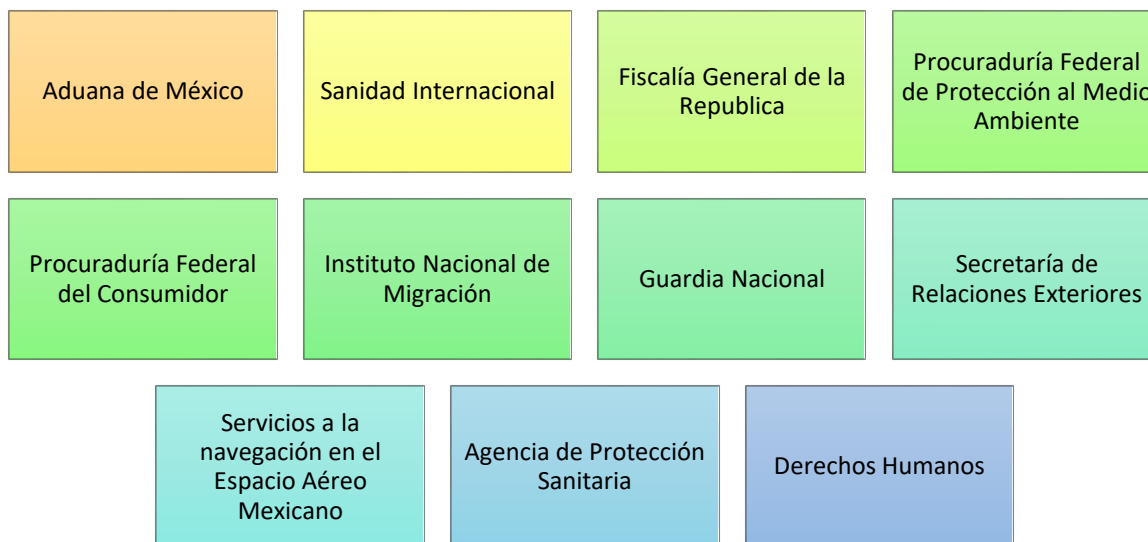 Aduana de México
Sanidad Internacional
Fiscalía General de la
Republica
Procuraduría Federal
de Protección al Medio
Ambiente
Procuraduría Federal
del Consumidor
Instituto Nacional de
Migración
Guardia Nacional
Secretaría de
Relaciones Exteriores
Servicios a la
navegación en el
Espacio Aéreo
Mexicano
Agencia de Protección
Sanitaria
Derechos Humanos